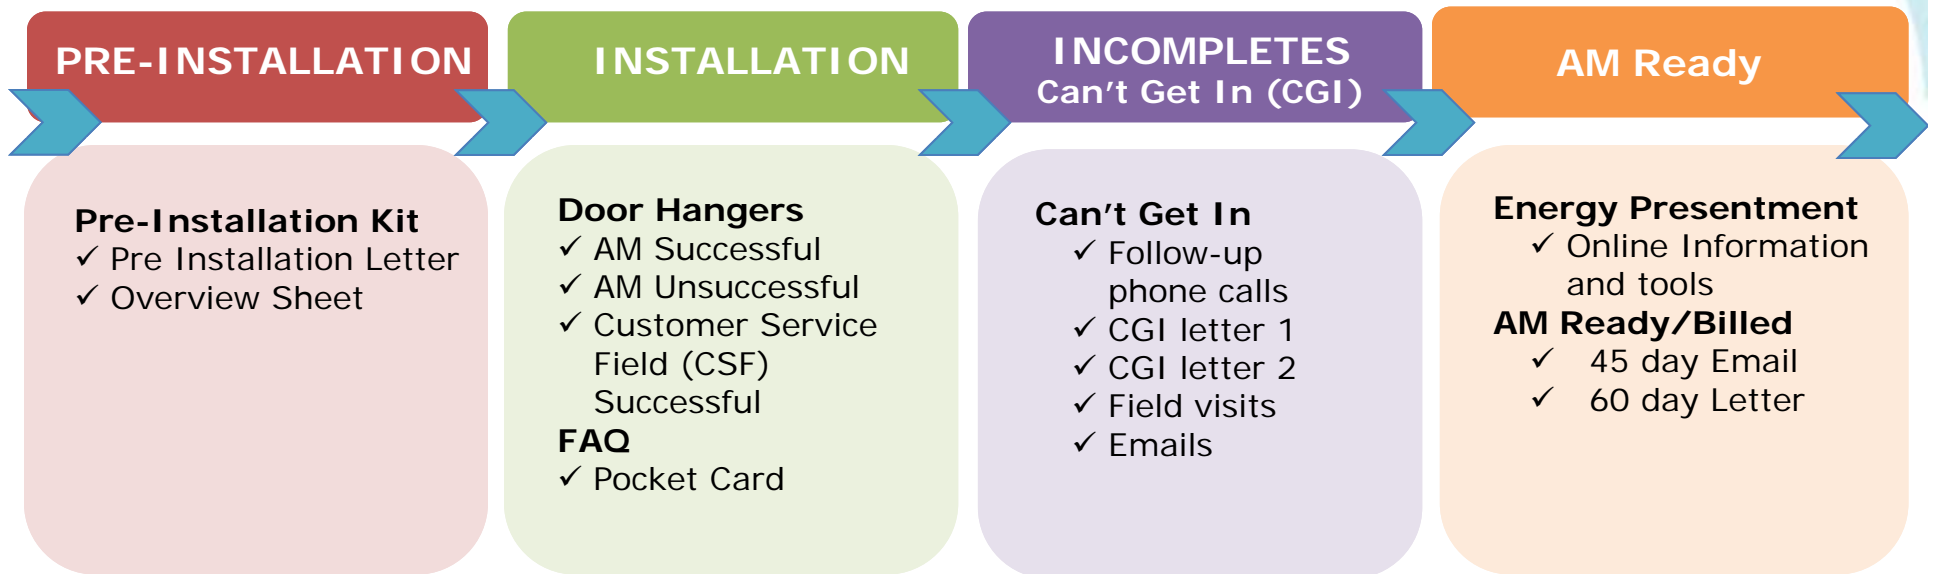 PRE-INSTALLATION
Pre-Installation Kit
✓ Pre Installation Letter
✓ Overview Sheet
INSTALLATION
Door Hangers
✓ AM Successful
✓ AM Unsuccessful
✓ Customer Service
Field (CSF)
Successful
FAQ
✓ Pocket Card
INCOMPLETES
Can't Get In (CGI)
Can't Get In
✓ Follow-up
phone calls
✓ CGI letter 1
✓ CGI letter 2
✓ Field visits
✓ Emails
AM Ready
Energy Presentment
✓ Online Information
and tools
AM Ready/Billed
✓ 45 day Email
✓ 60 day Letter